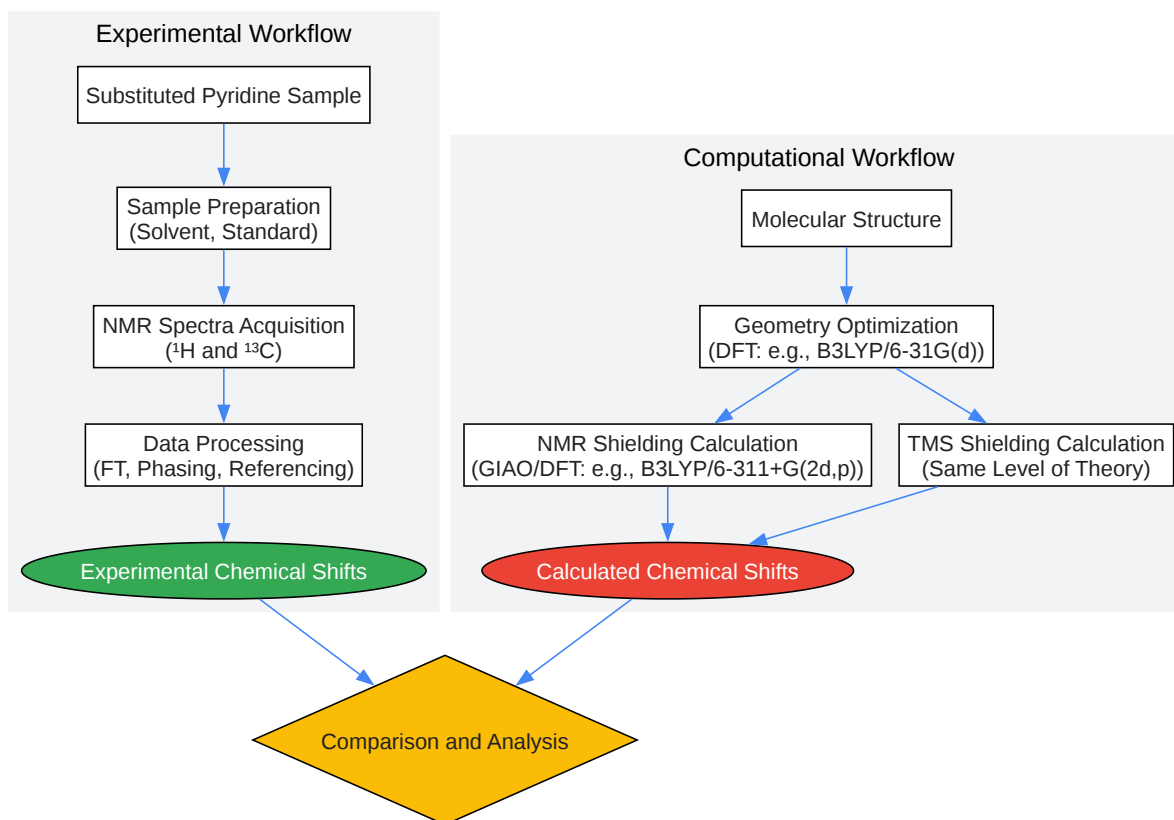 Experimental Workflow
Substituted Pyridine Sample
Sample Preparation
(Solvent, Standard)
NMR Spectra Acquisition
(¹H and ¹³C)
Data Processing
(FT, Phasing, Referencing)
Experimental Chemical Shifts
Computational Workflow
Molecular Structure
Geometry Optimization
(DFT: e.g., B3LYP/6-31G(d))
NMR Shielding Calculation
(GIAO/DFT: e.g., B3LYP/6-311+G(2d,p))
TMS Shielding Calculation
(Same Level of Theory)
Calculated Chemical Shifts
Comparison and Analysis